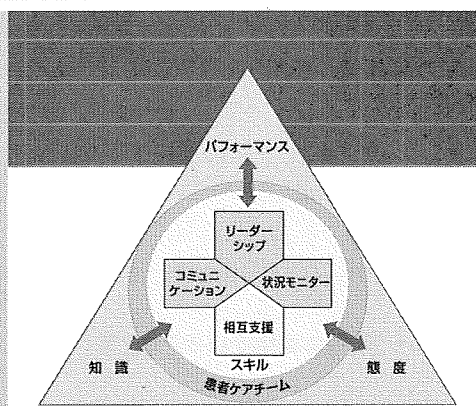 パフォーマンス
リーダー
シップ
コミュニ
ケーション
状況モニター
相互支援
スキル
知 識
態 度
患者ケアチーム